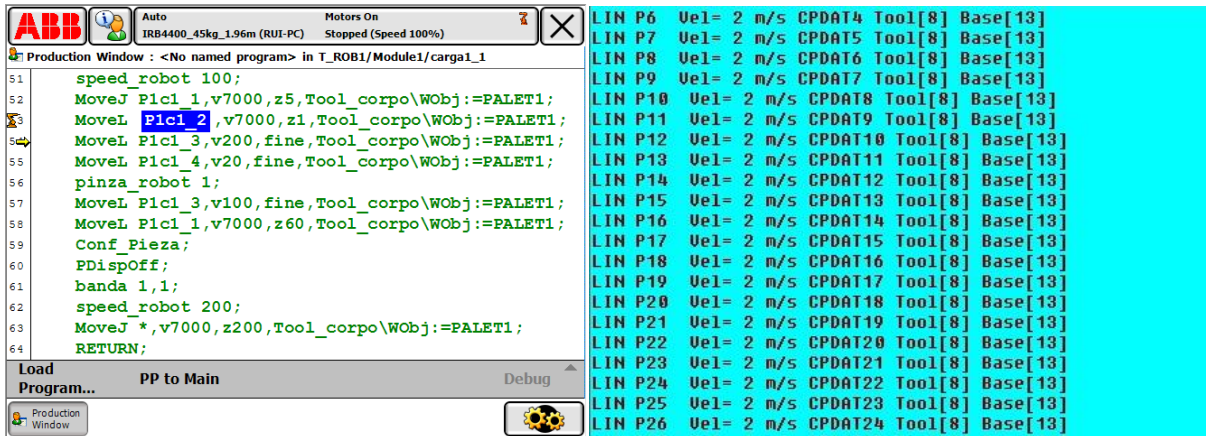 ABB
Auto
IRB4400_45kg_1.96m (RUI-PC)
Motors On
Stopped (Speed 100%)
Production Window : <No named program> in T_ROB1/Module1/carga1_1
51 speed_robot 100;
52 MoveJ P1c1_1,v7000,z5,Tool_corpo\WObj:=PALET1;
MoveL P1c1_2,v7000,z1,Tool_corpo\WObj:=PALET1;
MoveL P1c1_3,v200,fine,Tool_corpo\WObj:=PALET1;
55 MoveL P1c1_4,v20,fine,Tool_corpo\WObj:=PALET1;
56 pinza_robot 1;
57 MoveL P1c1_3,v100,fine,Tool_corpo\WObj:=PALET1;
58 MoveL P1c1_1,v7000,z60,Tool_corpo\WObj:=PALET1;
59 Conf_Pieza;
60 PDispOff;
61 banda 1,1;
62 speed_robot 200;
63 MoveJ *,v7000,z200,Tool_corpo\WObj:=PALET1;
64 RETURN;
Load
Program...
PP to Main
Debug
Production
Window
LIN P6 Vel= 2 m/s CPDAT4 Tool[8] Base[13]
LIN P7 Vel= 2 m/s CPDAT5 Tool[8] Base[13]
LIN P8 Vel= 2 m/s CPDAT6 Tool[8] Base[13]
LIN P9 Vel= 2 m/s CPDAT7 Tool[8] Base[13]
LIN P10 Vel= 2 m/s CPDAT8 Tool[8] Base[13]
LIN P11 Vel= 2 m/s CPDAT9 Tool[8] Base[13]
LIN P12 Vel= 2 m/s CPDAT10 Tool[8] Base[13]
LIN P13 Vel= 2 m/s CPDAT11 Tool[8] Base[13]
LIN P14 Vel= 2 m/s CPDAT12 Tool[8] Base[13]
LIN P15 Vel= 2 m/s CPDAT13 Tool[8] Base[13]
LIN P16 Vel= 2 m/s CPDAT14 Tool[8] Base[13]
LIN P17 Vel= 2 m/s CPDAT15 Tool[8] Base[13]
LIN P18 Vel= 2 m/s CPDAT16 Tool[8] Base[13]
LIN P19 Vel= 2 m/s CPDAT17 Tool[8] Base[13]
LIN P20 Vel= 2 m/s CPDAT18 Tool[8] Base[13]
LIN P21 Vel= 2 m/s CPDAT19 Tool[8] Base[13]
LIN P22 Vel= 2 m/s CPDAT20 Tool[8] Base[13]
LIN P23 Vel= 2 m/s CPDAT21 Tool[8] Base[13]
LIN P24 Vel= 2 m/s CPDAT22 Tool[8] Base[13]
LIN P25 Vel= 2 m/s CPDAT23 Tool[8] Base[13]
LIN P26 Vel= 2 m/s CPDAT24 Tool[8] Base[13]